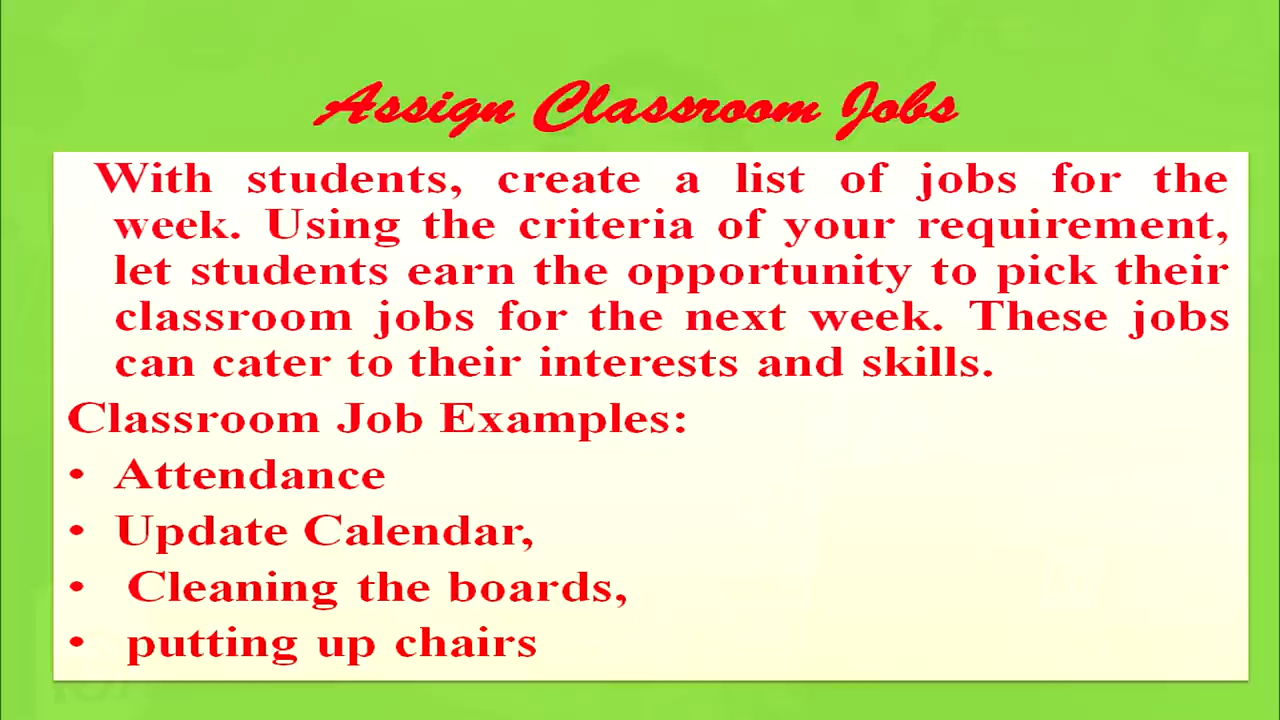 Assign Classroom Jobs
With students, create a list of jobs for the
week. Using the criteria of your requirement,
let students earn the opportunity to pick their
classroom jobs for the next week. These jobs
can cater to their interests and skills.
Classroom Job Examples:
• Attendance
• Update Calendar,
• Cleaning the boards,
• putting up chairs